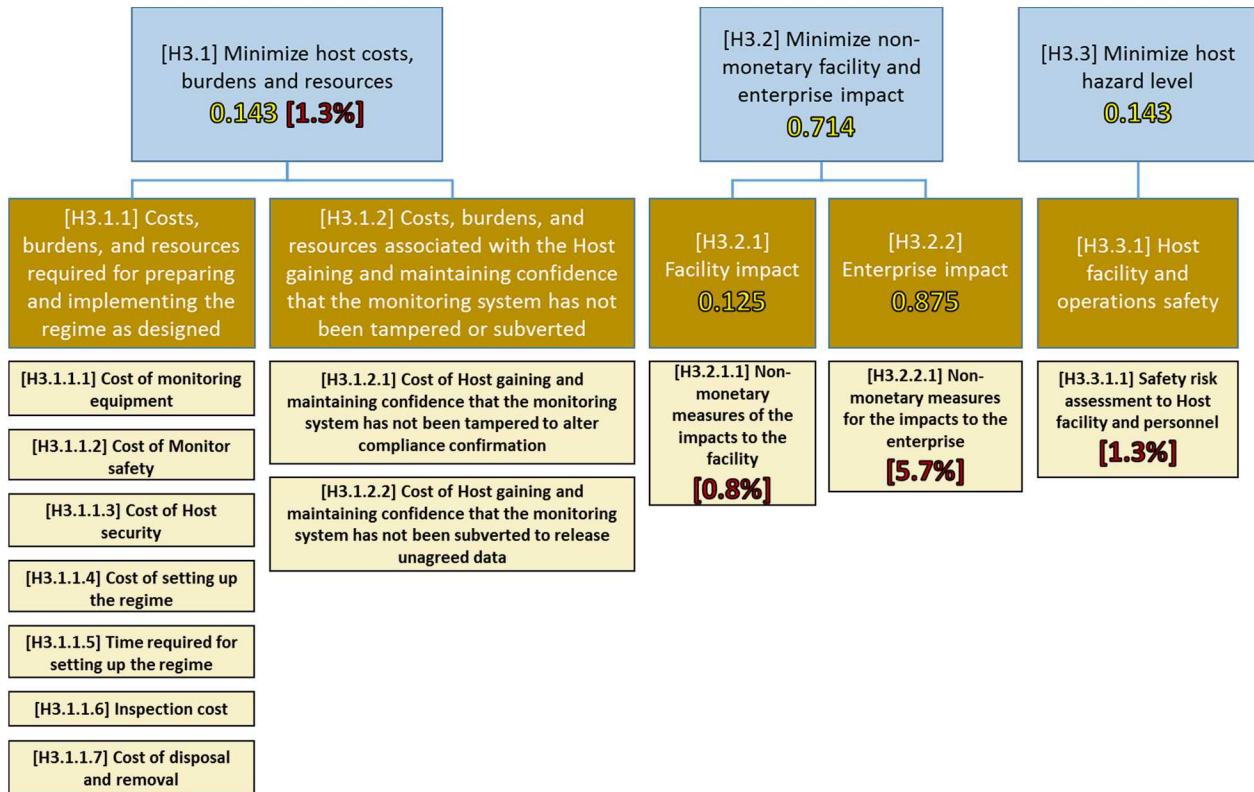 [H3.1] Minimize host costs,
burdens and resources
0.143 [1.3%]
[H3.2] Minimize non-
monetary facility and
enterprise impact
0.714
[H3.3] Minimize host
hazard level
0.143
[H3.1.1] Costs,
burdens, and resources
required for preparing
and implementing the
regime as designed
[H3.1.2] Costs, burdens, and
resources associated with the Host
gaining and maintaining confidence
that the monitoring system has not
been tampered or subverted
[H3.2.1]
Facility impact
0.125
[H3.2.2]
Enterprise impact
0.875
[H3.3.1] Host
facility and
operations safety
[H3.1.1.1] Cost of monitoring
equipment
[H3.1.1.2] Cost of Monitor
safety
[H3.1.1.3] Cost of Host
security
[H3.1.1.4] Cost of setting up
the regime
[H3.1.1.5] Time required for
setting up the regime
[H3.1.1.6] Inspection cost
[H3.1.1.7] Cost of disposal
and removal
[H3.1.2.1] Cost of Host gaining and
maintaining confidence that the monitoring
system has not been tampered to alter
compliance confirmation
[H3.1.2.2] Cost of Host gaining and
maintaining confidence that the monitoring
system has not been subverted to release
unagreed data
[H3.2.1.1] Non-
monetary
measures of the
impacts to the
facility
[0.8%]
[H3.2.2.1] Non-
monetary measures
for the impacts to the
enterprise
[5.7%]
[H3.3.1.1] Safety risk
assessment to Host
facility and personnel
[1.3%]